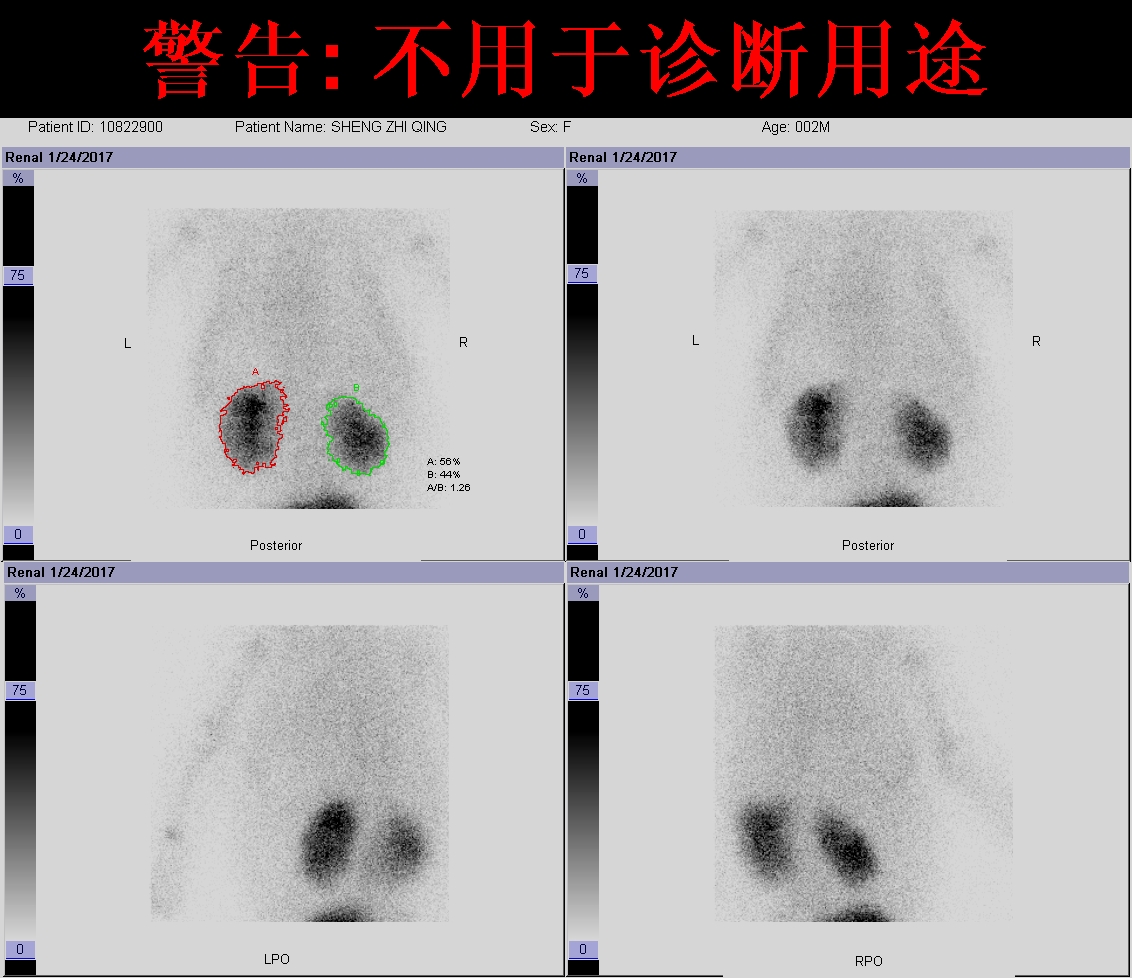 警告: 不用于诊断用途
Patient ID: 10822900 Patient Name: SHENG ZHI QING Sex: F Age: 002M
Renal 1/24/2017
%
75
0
L
R
A
B
A: 56%
B: 44%
A/B: 1.26
Posterior
Renal 1/24/2017
%
75
0
L
R
Posterior
Renal 1/24/2017
%
75
0
LPO
Renal 1/24/2017
%
75
0
RPO